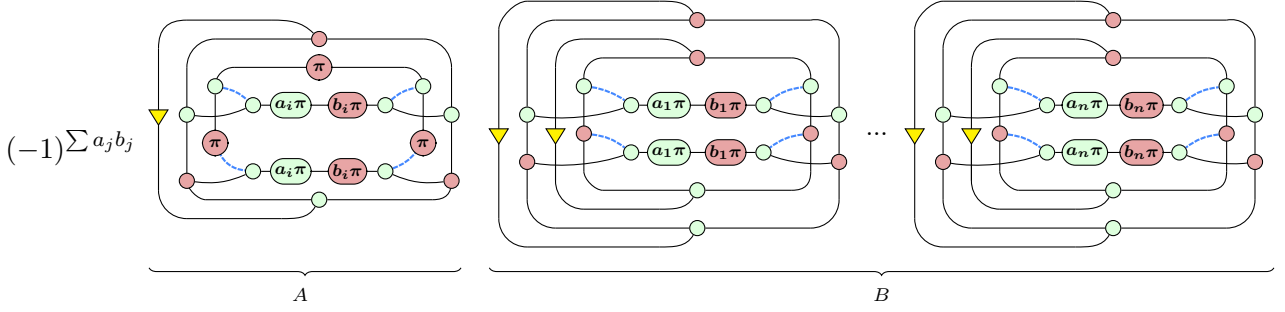 π
a_iπ b_iπ a_1π b_1π a_nπ b_nπ
(-1)^{∑ a_j b_j} π π ...
a_iπ b_iπ a_1π b_1π a_nπ b_nπ
A B